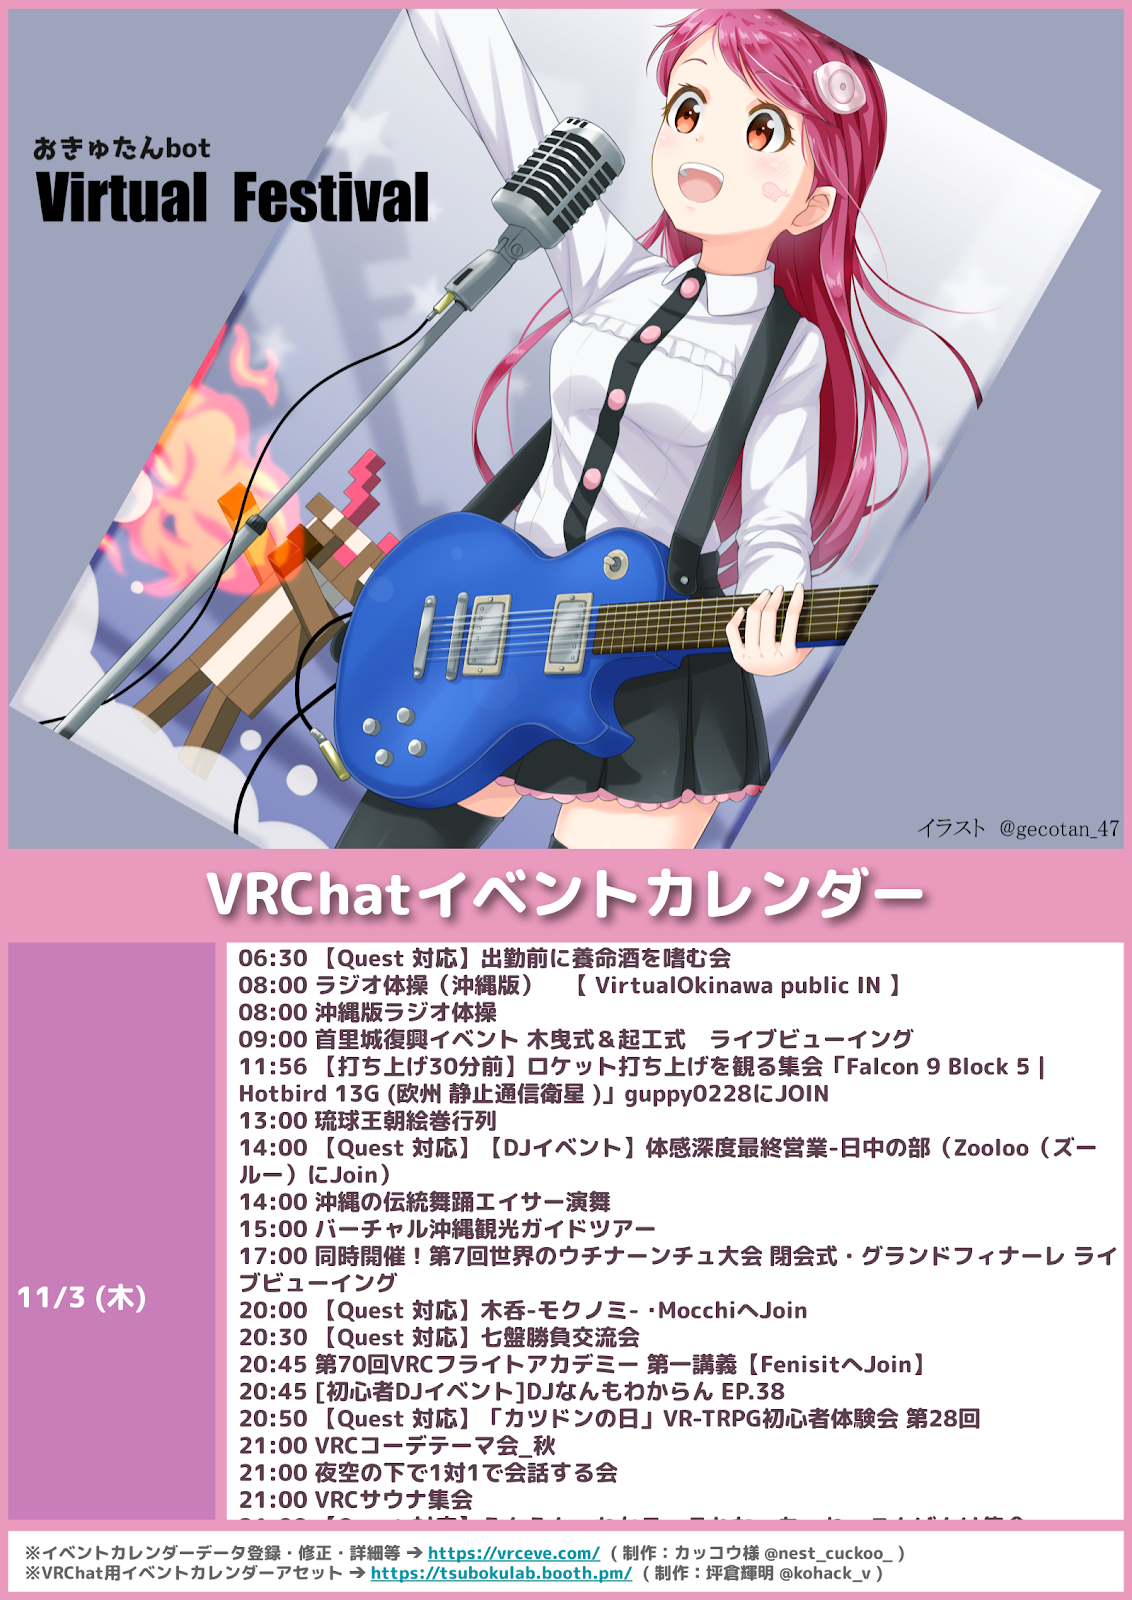 おきゅたんbot
Virtual Festival
イラスト @gecotan_47
VRChatイベントカレンダー
11/3 (木)
06:30 【Quest 対応】出勤前に養命酒を嗜む会
08:00 ラジオ体操（沖縄版）　【 VirtualOkinawa public IN 】
08:00 沖縄版ラジオ体操
09:00 首里城復興イベント 木曳式＆起工式　ライブビューイング
11:56 【打ち上げ30分前】ロケット打ち上げを観る集会「Falcon 9 Block 5 |
Hotbird 13G (欧州 静止通信衛星 )」guppy0228にJOIN
13:00 琉球王朝絵巻行列
14:00 【Quest 対応】【DJイベント】体感深度最終営業-日中の部（Zooloo（ズー
ルー）にJoin）
14:00 沖縄の伝統舞踊エイサー演舞
15:00 バーチャル沖縄観光ガイドツアー
17:00 同時開催！第7回世界のウチナーンチュ大会 閉会式・グランドフィナーレ ライ
ブビューイング
20:00 【Quest 対応】木呑-モクノミ- ･MocchiへJoin
20:30 【Quest 対応】七盤勝負交流会
20:45 第70回VRCフライトアカデミー 第一講義【FenisitへJoin】
20:45 [初心者DJイベント]DJなんもわからん EP.38
20:50 【Quest 対応】「カツドンの日」VR-TRPG初心者体験会 第28回
21:00 VRCコーデテーマ会_秋
21:00 夜空の下で1対1で会話する会
21:00 VRCサウナ集会
※イベントカレンダーデータ登録・修正・詳細等 ➔ https://vrceve.com/ ( 制作：カッコウ様 @nest_cuckoo_ )
※VRChat用イベントカレンダーアセット ➔ https://tsubokulab.booth.pm/ ( 制作：坪倉輝明 @kohack_v )